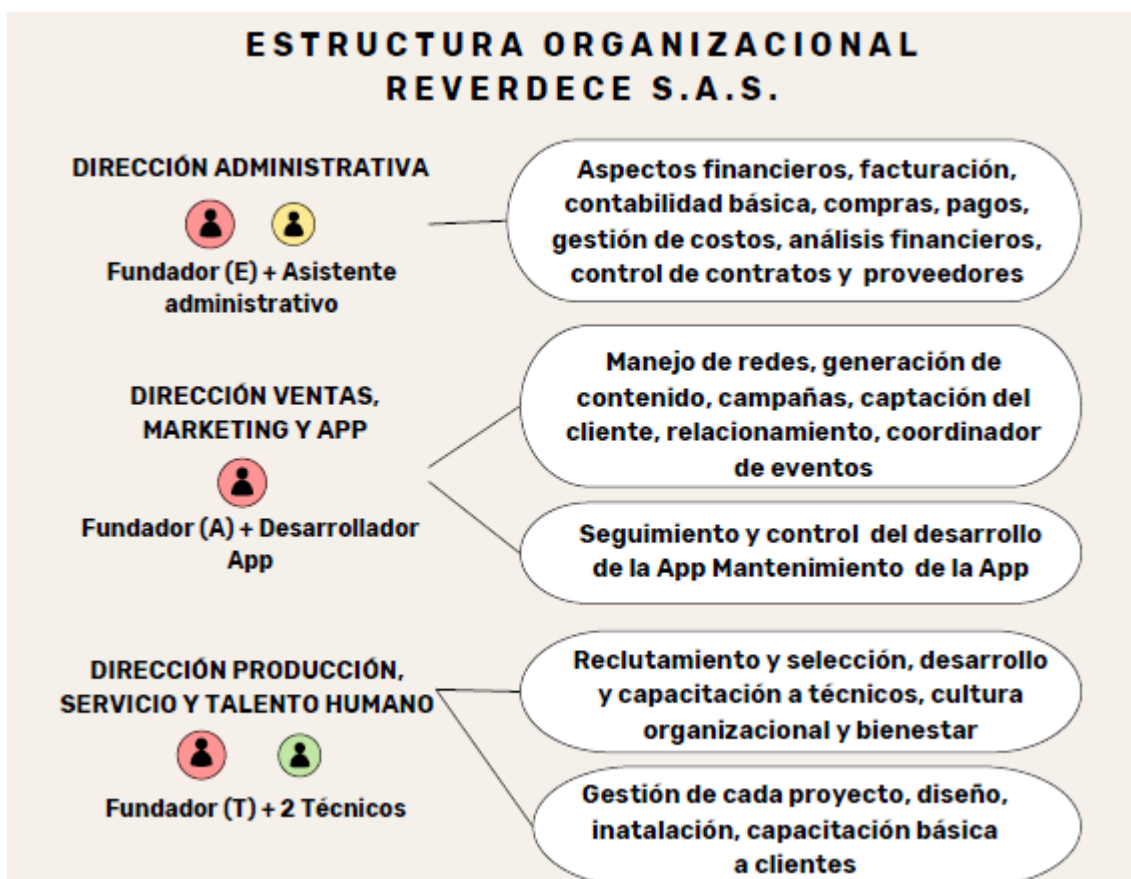 ESTRUCTURA ORGANIZACIONAL
REVERDECE S.A.S.
DIRECCIÓN ADMINISTRATIVA
Fundador (E) + Asistente
administrativo
Aspectos financieros, facturación,
contabilidad básica, compras, pagos,
gestión de costos, análisis financieros,
control de contratos y proveedores
DIRECCIÓN VENTAS,
MARKETING Y APP
Fundador (A) + Desarrollador
App
Manejo de redes, generación de
contenido, campañas, captación del
cliente, relacionamiento, coordinador
de eventos
Seguimiento y control del desarrollo
de la App Mantenimiento de la App
DIRECCIÓN PRODUCCIÓN,
SERVICIO Y TALENTO HUMANO
Fundador (T) + 2 Técnicos
Reclutamiento y selección, desarrollo
y capacitación a técnicos, cultura
organizacional y bienestar
Gestión de cada proyecto, diseño,
inatalación, capacitación básica
a clientes